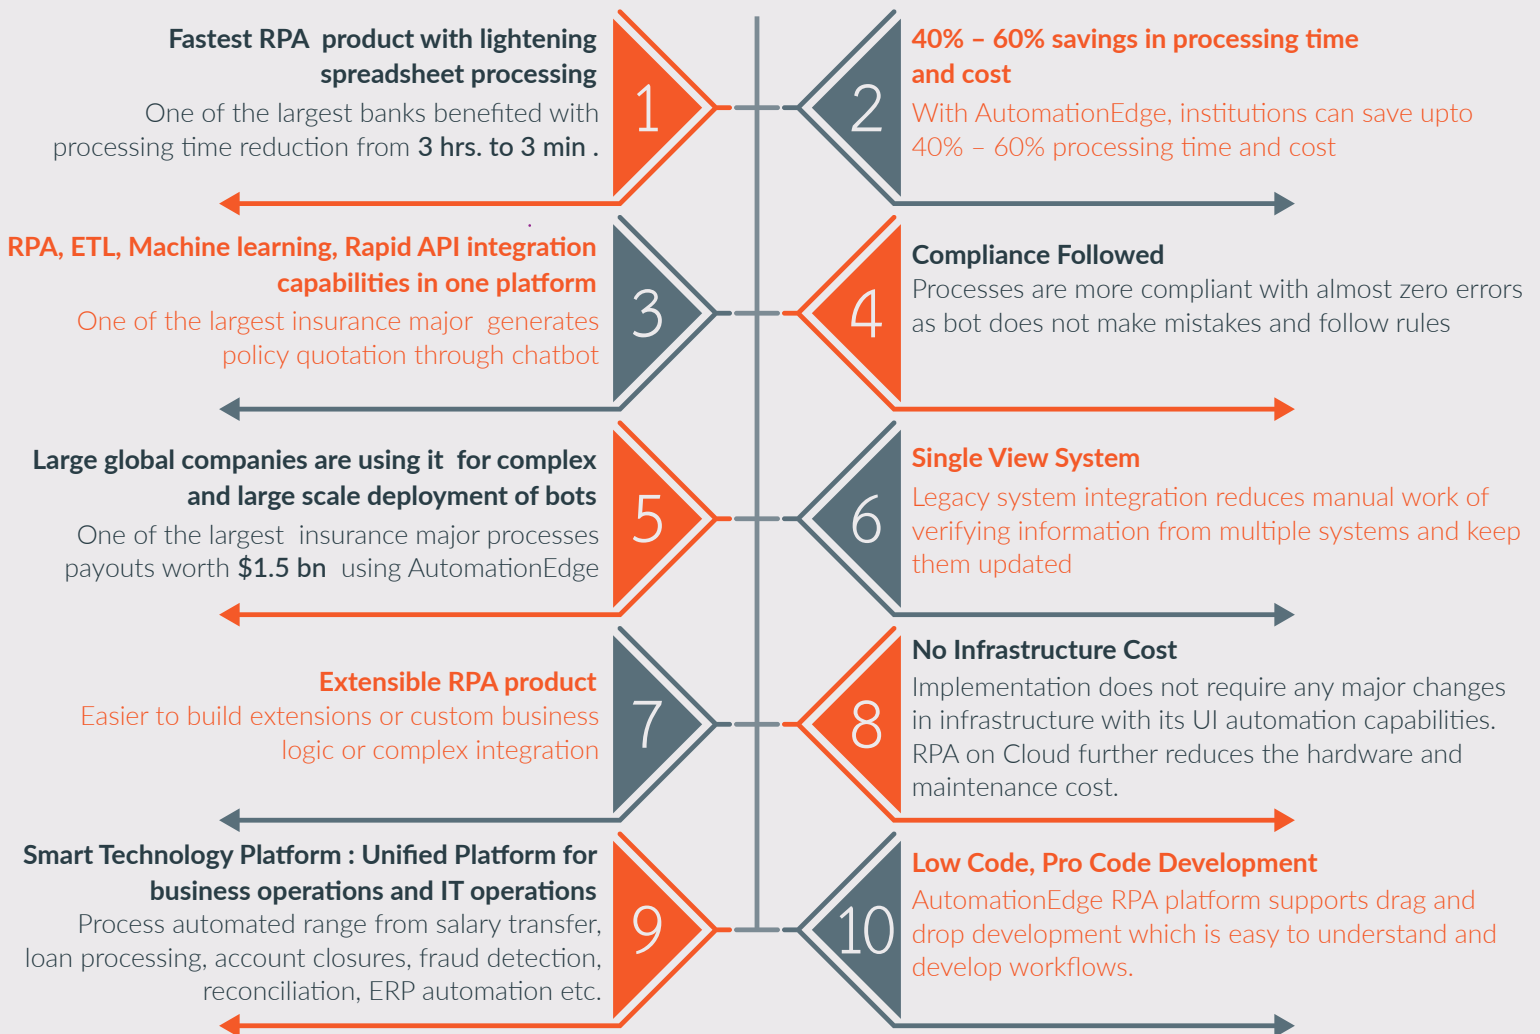 Fastest RPA product with lightening
spreadsheet processing
One of the largest banks benefited with
processing time reduction from 3 hrs. to 3 min .
1
2
40% – 60% savings in processing time
and cost
With AutomationEdge, institutions can save upto
40% – 60% processing time and cost
RPA, ETL, Machine learning, Rapid API integration
capabilities in one platform
One of the largest insurance major generates
policy quotation through chatbot
3
4
Compliance Followed
Processes are more compliant with almost zero errors
as bot does not make mistakes and follow rules
Large global companies are using it for complex
and large scale deployment of bots
One of the largest insurance major processes
payouts worth $1.5 bn using AutomationEdge
5
6
Single View System
Legacy system integration reduces manual work of
verifying information from multiple systems and keep
them updated
Extensible RPA product
Easier to build extensions or custom business
logic or complex integration
7
8
No Infrastructure Cost
Implementation does not require any major changes
in infrastructure with its UI automation capabilities.
RPA on Cloud further reduces the hardware and
maintenance cost.
Smart Technology Platform : Unified Platform for
business operations and IT operations
Process automated range from salary transfer,
loan processing, account closures, fraud detection,
reconciliation, ERP automation etc.
9
10
Low Code, Pro Code Development
AutomationEdge RPA platform supports drag and
drop development which is easy to understand and
develop workflows.